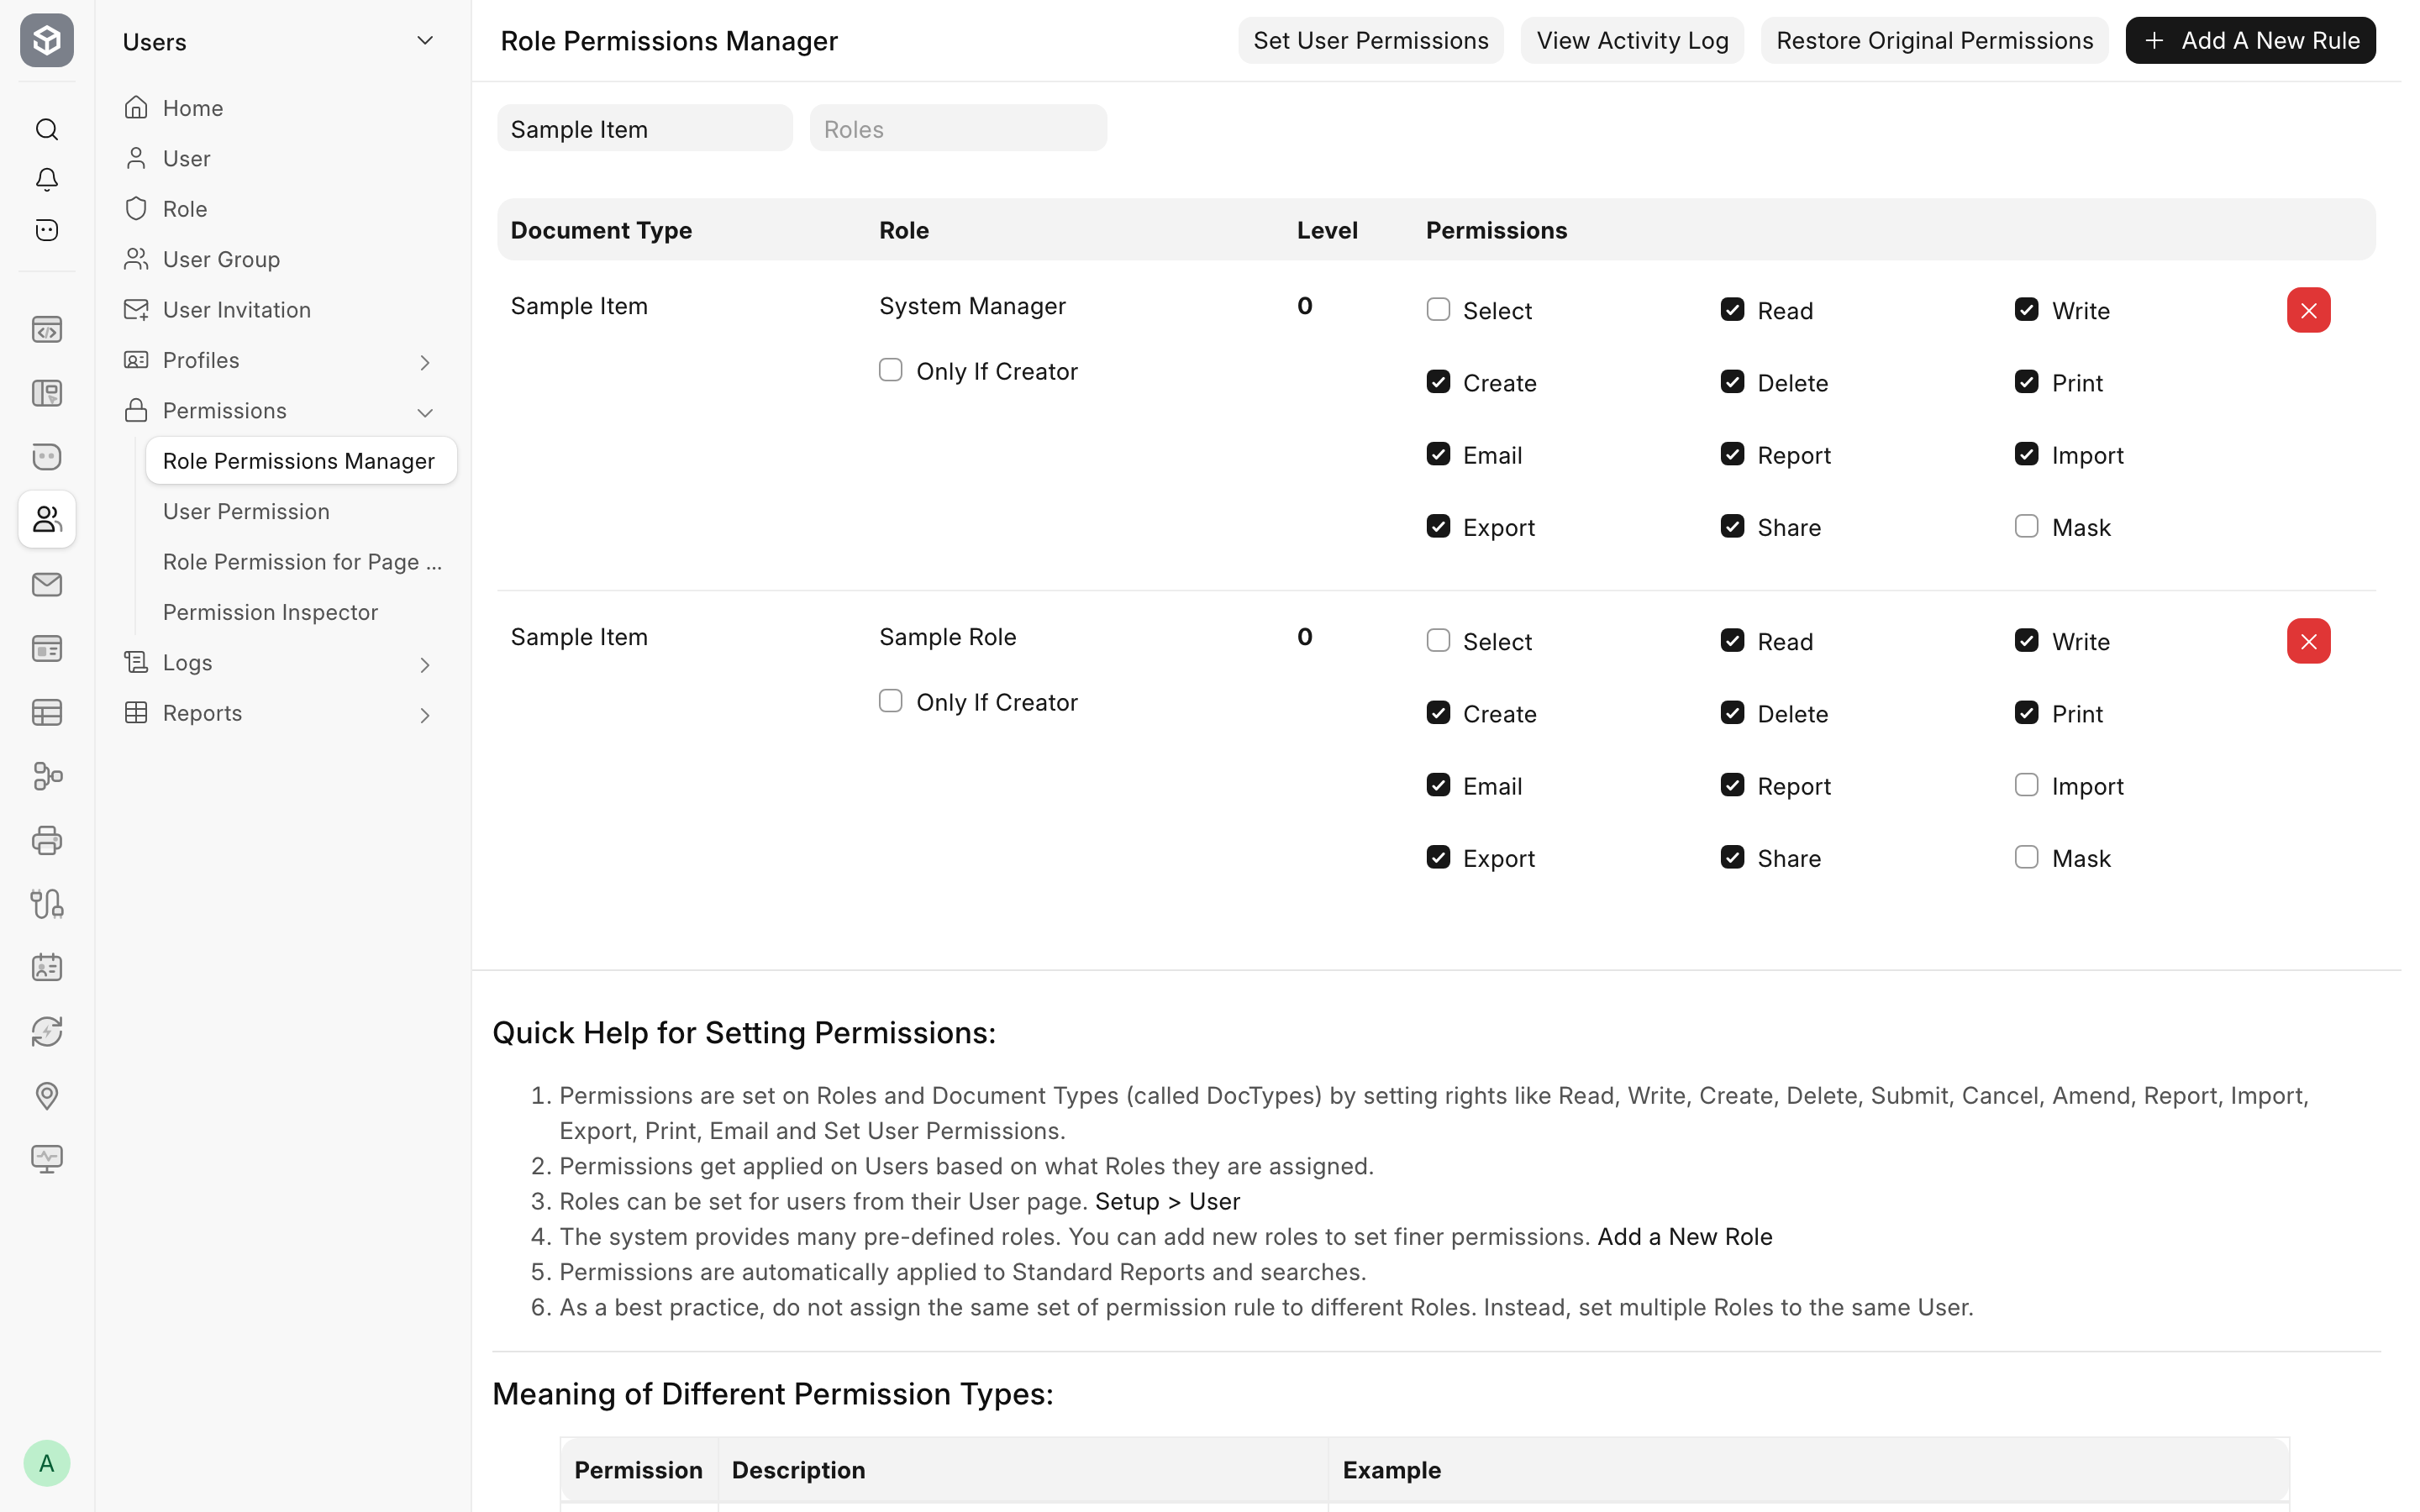 Users
Home
User
Role
User Group
User Invitation
Profiles
Permissions
Role Permissions Manager
User Permission
Role Permission for Page ...
Permission Inspector
Logs
Reports
A
Role Permissions Manager
Set User Permissions
View Activity Log
Restore Original Permissions
Add A New Rule
Sample Item
Roles
Document Type Role Level Permissions
Sample Item System Manager 0 Select Read Write
Only If Creator
Create Delete Print
Email Report Import
Export Share Mask
Sample Item Sample Role 0 Select Read Write
Only If Creator
Create Delete Print
Email Report Import
Export Share Mask
Quick Help for Setting Permissions:
1. Permissions are set on Roles and Document Types (called DocTypes) by setting rights like Read, Write, Create, Delete, Submit, Cancel, Amend, Report, Import,
Export, Print, Email and Set User Permissions.
2. Permissions get applied on Users based on what Roles they are assigned.
3. Roles can be set for users from their User page. Setup > User
4. The system provides many pre-defined roles. You can add new roles to set finer permissions. Add a New Role
5. Permissions are automatically applied to Standard Reports and searches.
6. As a best practice, do not assign the same set of permission rule to different Roles. Instead, set multiple Roles to the same User.
Meaning of Different Permission Types:
Permission Description Example